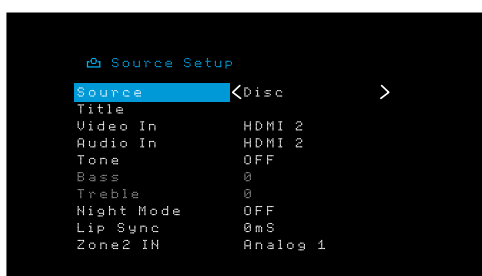 Source Setup
Source <Disc >
Title
Video In HDMI 2
Audio In HDMI 2
Tone OFF
Bass 0
Treble 0
Night Mode OFF
Lip Sync 0mS
Zone2 IN Analog 1